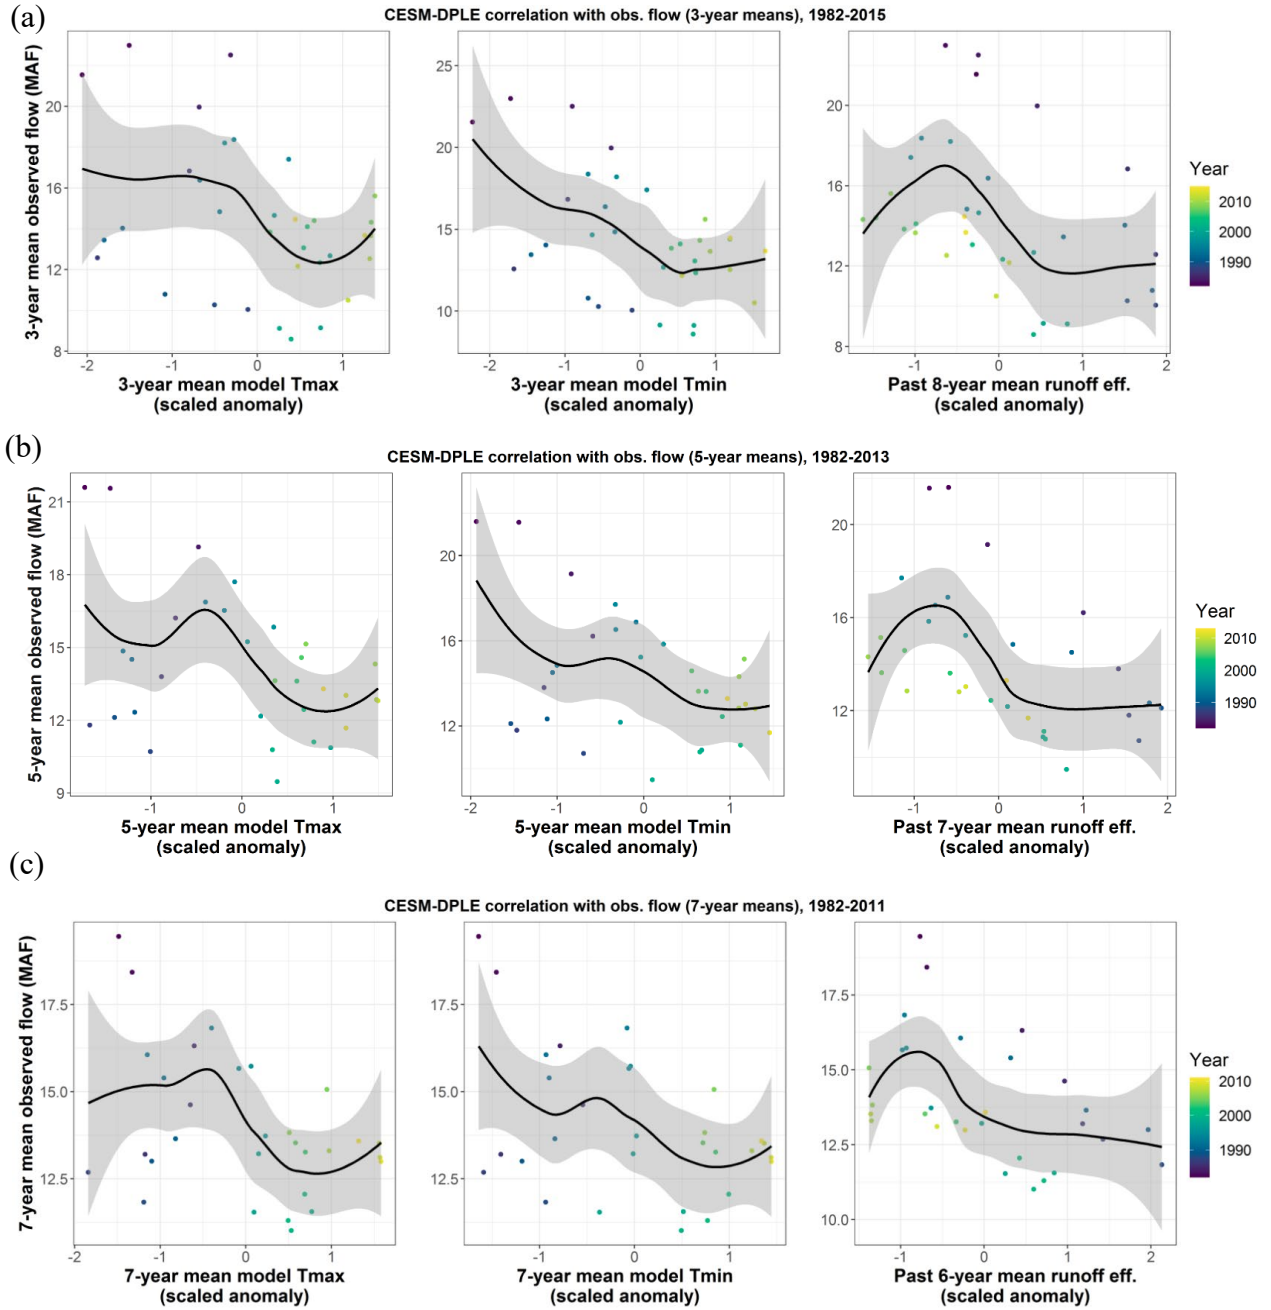 (a)
CESM-DPLE correlation with obs. flow (3-year means), 1982-2015
3-year mean observed flow (MAF)
20
16
12
8
-2 -1 0 1
3-year mean model Tmax
(scaled anomaly)
25
20
15
10
-2 -1 0 1
3-year mean model Tmin
(scaled anomaly)
20
16
12
8
-1 0 1 2
Past 8-year mean runoff eff.
(scaled anomaly)
Year
2010
2000
1990
(b)
CESM-DPLE correlation with obs. flow (5-year means), 1982-2013
5-year mean observed flow (MAF)
21
18
15
12
9
-1 0 1
5-year mean model Tmax
(scaled anomaly)
20
16
12
-2 -1 0 1
5-year mean model Tmin
(scaled anomaly)
20
16
12
-1 0 1 2
Past 7-year mean runoff eff.
(scaled anomaly)
Year
2010
2000
1990
(c)
CESM-DPLE correlation with obs. flow (7-year means), 1982-2011
7-year mean observed flow (MAF)
17.5
15.0
12.5
-2 -1 0 1
7-year mean model Tmax
(scaled anomaly)
17.5
15.0
12.5
-1 0 1
7-year mean model Tmin
(scaled anomaly)
17.5
15.0
12.5
10.0
-1 0 1 2
Past 6-year mean runoff eff.
(scaled anomaly)
Year
2010
2000
1990